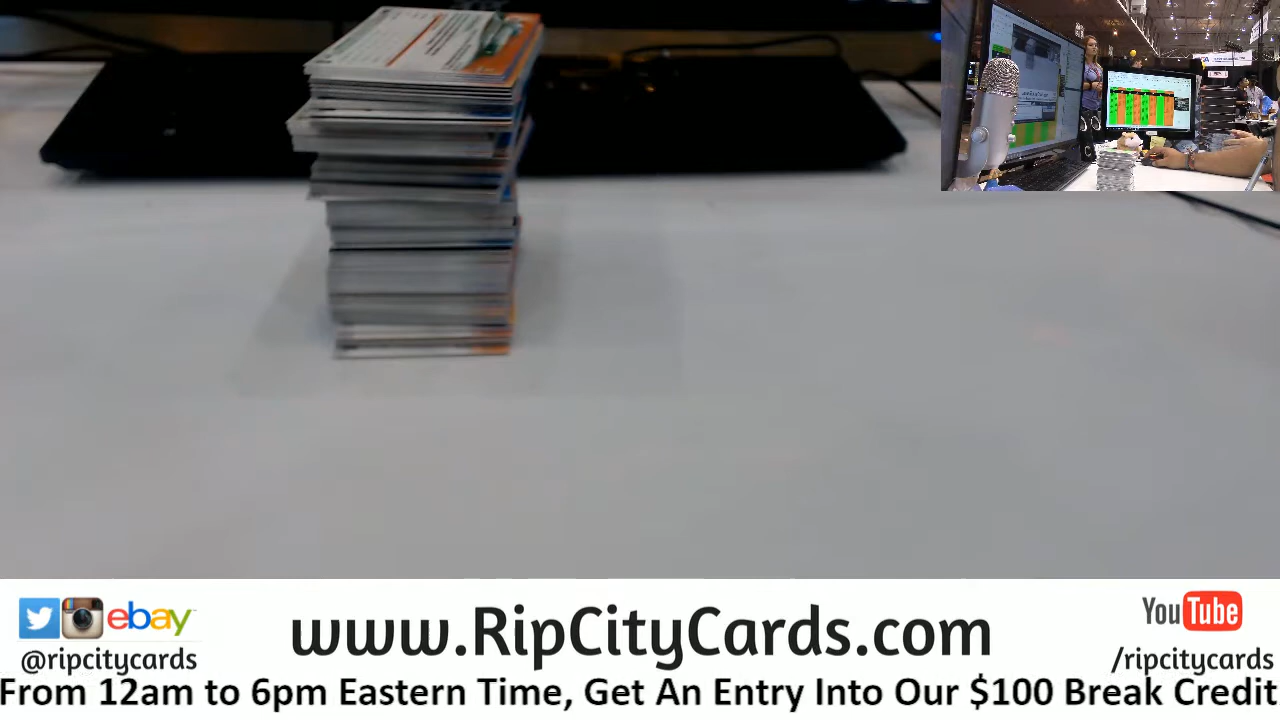 ebay
@ripcitycards
www.RipCityCards.com
YouTube
/ripcitycards
From 12am to 6pm Eastern Time, Get An Entry Into Our $100 Break Credit